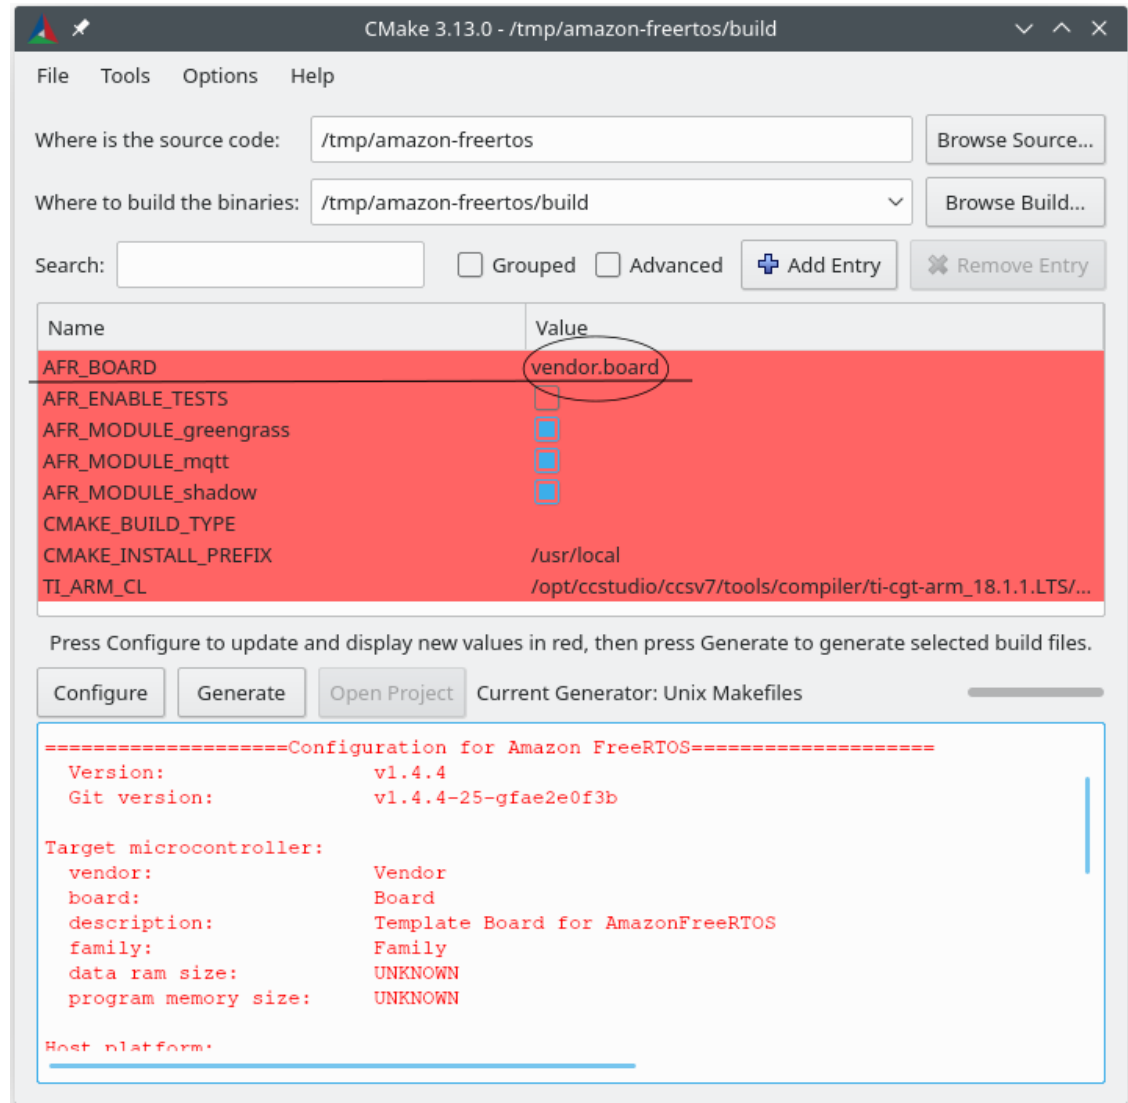 CMake 3.13.0 - /tmp/amazon-freertos/build
File Tools Options Help
Where is the source code: /tmp/amazon-freertos Browse Source...
Where to build the binaries: /tmp/amazon-freertos/build Browse Build...
Search: Grouped Advanced Add Entry Remove Entry
Name Value
AFR_BOARD vendor.board
AFR_ENABLE_TESTS
AFR_MODULE_greengrass
AFR_MODULE_mqtt
AFR_MODULE_shadow
CMAKE_BUILD_TYPE
CMAKE_INSTALL_PREFIX /usr/local
TI_ARM_CL /opt/ccstudio/ccsv7/tools/compiler/ti-cgt-arm_18.1.1.LTS/...
Press Configure to update and display new values in red, then press Generate to generate selected build files.
Configure Generate Open Project Current Generator: Unix Makefiles
====================Configuration for Amazon FreeRTOS====================
Version: v1.4.4
Git version: v1.4.4-25-gfae2e0f3b
Target microcontroller:
vendor: Vendor
board: Board
description: Template Board for AmazonFreeRTOS
family: Family
data ram size: UNKNOWN
program memory size: UNKNOWN
Host platform: